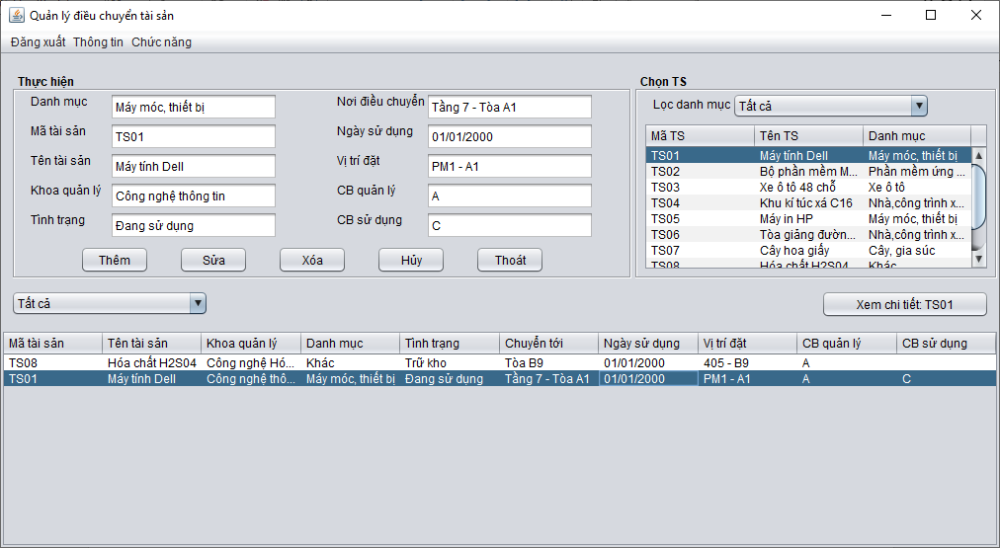 Quản lý điều chuyển tài sản
Đăng xuất Thông tin Chức năng
Thực hiện
Danh mục Máy móc, thiết bị Nơi điều chuyển Tầng 7 - Tòa A1
Mã tài sản TS01 Ngày sử dụng 01/01/2000
Tên tài sản Máy tính Dell Vị trí đặt PM1 - A1
Khoa quản lý Công nghệ thông tin CB quản lý A
Tình trạng Đang sử dụng CB sử dụng C
Thêm Sửa Xóa Hủy Thoát
Chọn TS
Lọc danh mục Tất cả
Mã TS Tên TS Danh mục
TS01 Máy tính Dell Máy móc, thiết bị
TS02 Bộ phần mềm M... Phần mềm ứng ...
TS03 Xe ô tô 48 chỗ Xe ô tô
TS04 Khu kí túc xá C16 Nhà,công trình x...
TS05 Máy in HP Máy móc, thiết bị
TS06 Tòa giảng đườn... Nhà,công trình x...
TS07 Cây hoa giấy Cây, gia súc
TS08 Hóa chất H2S04 Khác
Tất cả Xem chi tiết: TS01
Mã tài sản Tên tài sản Khoa quản lý Danh mục Tình trạng Chuyển tới Ngày sử dụng Vị trí đặt CB quản lý CB sử dụng
TS08 Hóa chất H2S04 Công nghệ Hó... Khác Trữ kho Tòa B9 01/01/2000 405 - B9 A
TS01 Máy tính Dell Công nghệ thô... Máy móc, thiết bị Đang sử dụng Tầng 7 - Tòa A1 01/01/2000 PM1 - A1 A C